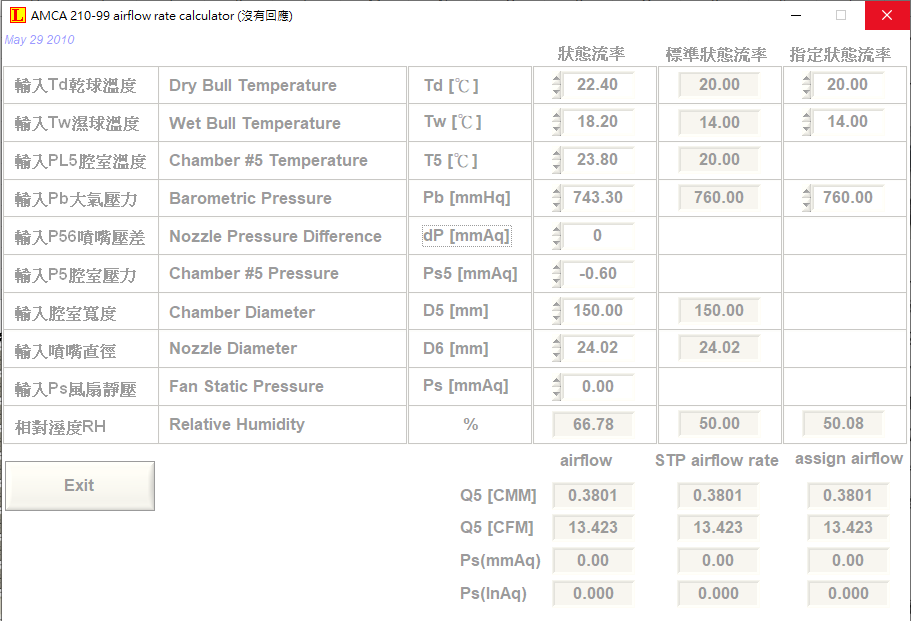 AMCA 210-99 airflow rate calculator (沒有回應)
May 29 2010
狀態流率 標準狀態流率 指定狀態流率
輸入Td乾球溫度 Dry Bull Temperature Td [℃] 22.40 20.00 20.00
輸入Tw濕球溫度 Wet Bull Temperature Tw [℃] 18.20 14.00 14.00
輸入PL5腔室溫度 Chamber #5 Temperature T5 [℃] 23.80 20.00
輸入Pb大氣壓力 Barometric Pressure Pb [mmHq] 743.30 760.00 760.00
輸入P56噴嘴壓差 Nozzle Pressure Difference dP [mmAq] 0
輸入P5腔室壓力 Chamber #5 Pressure Ps5 [mmAq] -0.60
輸入腔室寬度 Chamber Diameter D5 [mm] 150.00 150.00
輸入噴嘴直徑 Nozzle Diameter D6 [mm] 24.02 24.02
輸入Ps風扇靜壓 Fan Static Pressure Ps [mmAq] 0.00
相對溼度RH Relative Humidity % 66.78 50.00 50.08
airflow STP airflow rate assign airflow
Exit
Q5 [CMM] 0.3801 0.3801 0.3801
Q5 [CFM] 13.423 13.423 13.423
Ps(mmAq) 0.00 0.00 0.00
Ps(InAq) 0.000 0.000 0.000